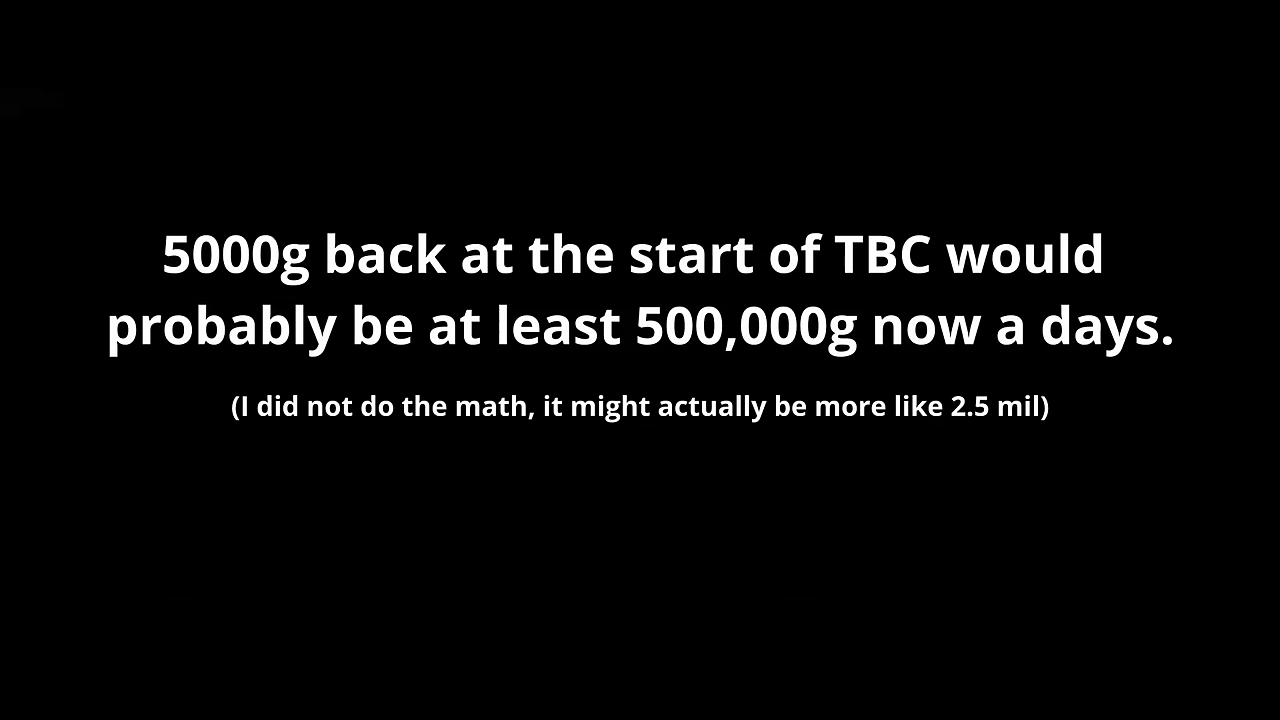 5000g back at the start of TBC would
probably be at least 500,000g now a days.
(I did not do the math, it might actually be more like 2.5 mil)